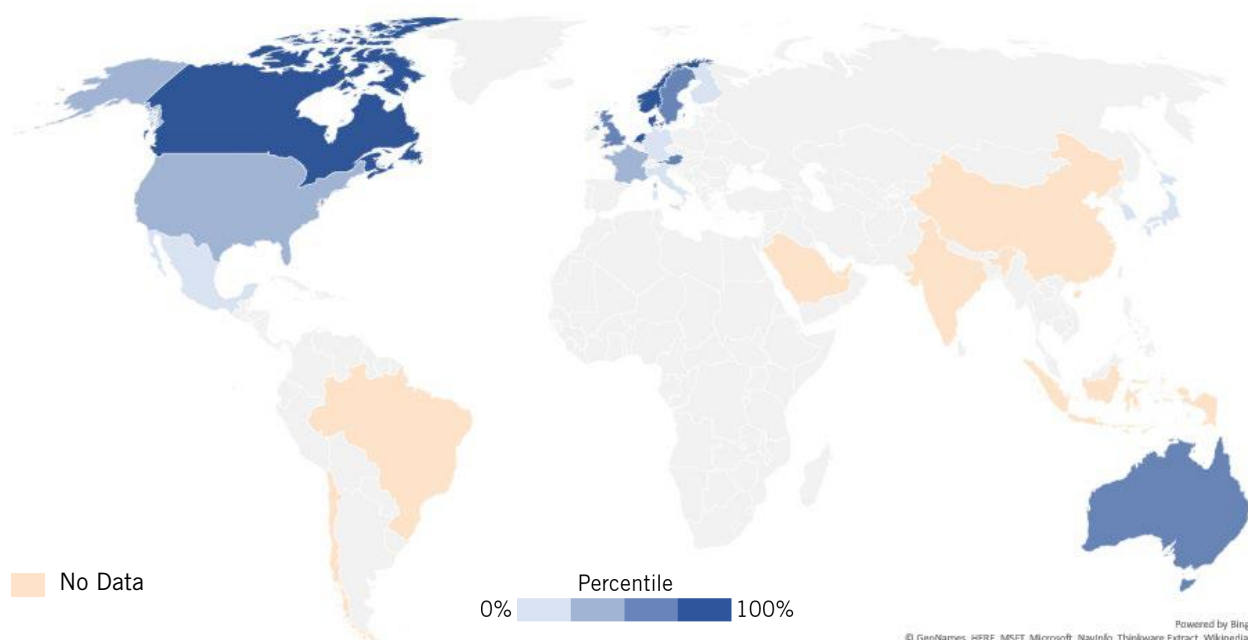 No Data
Percentile
0%
100%
Powered by Bing
© GeoNames, HERE, MSFT, Microsoft, NavInfo, Thinkware Extract, Wikipedia